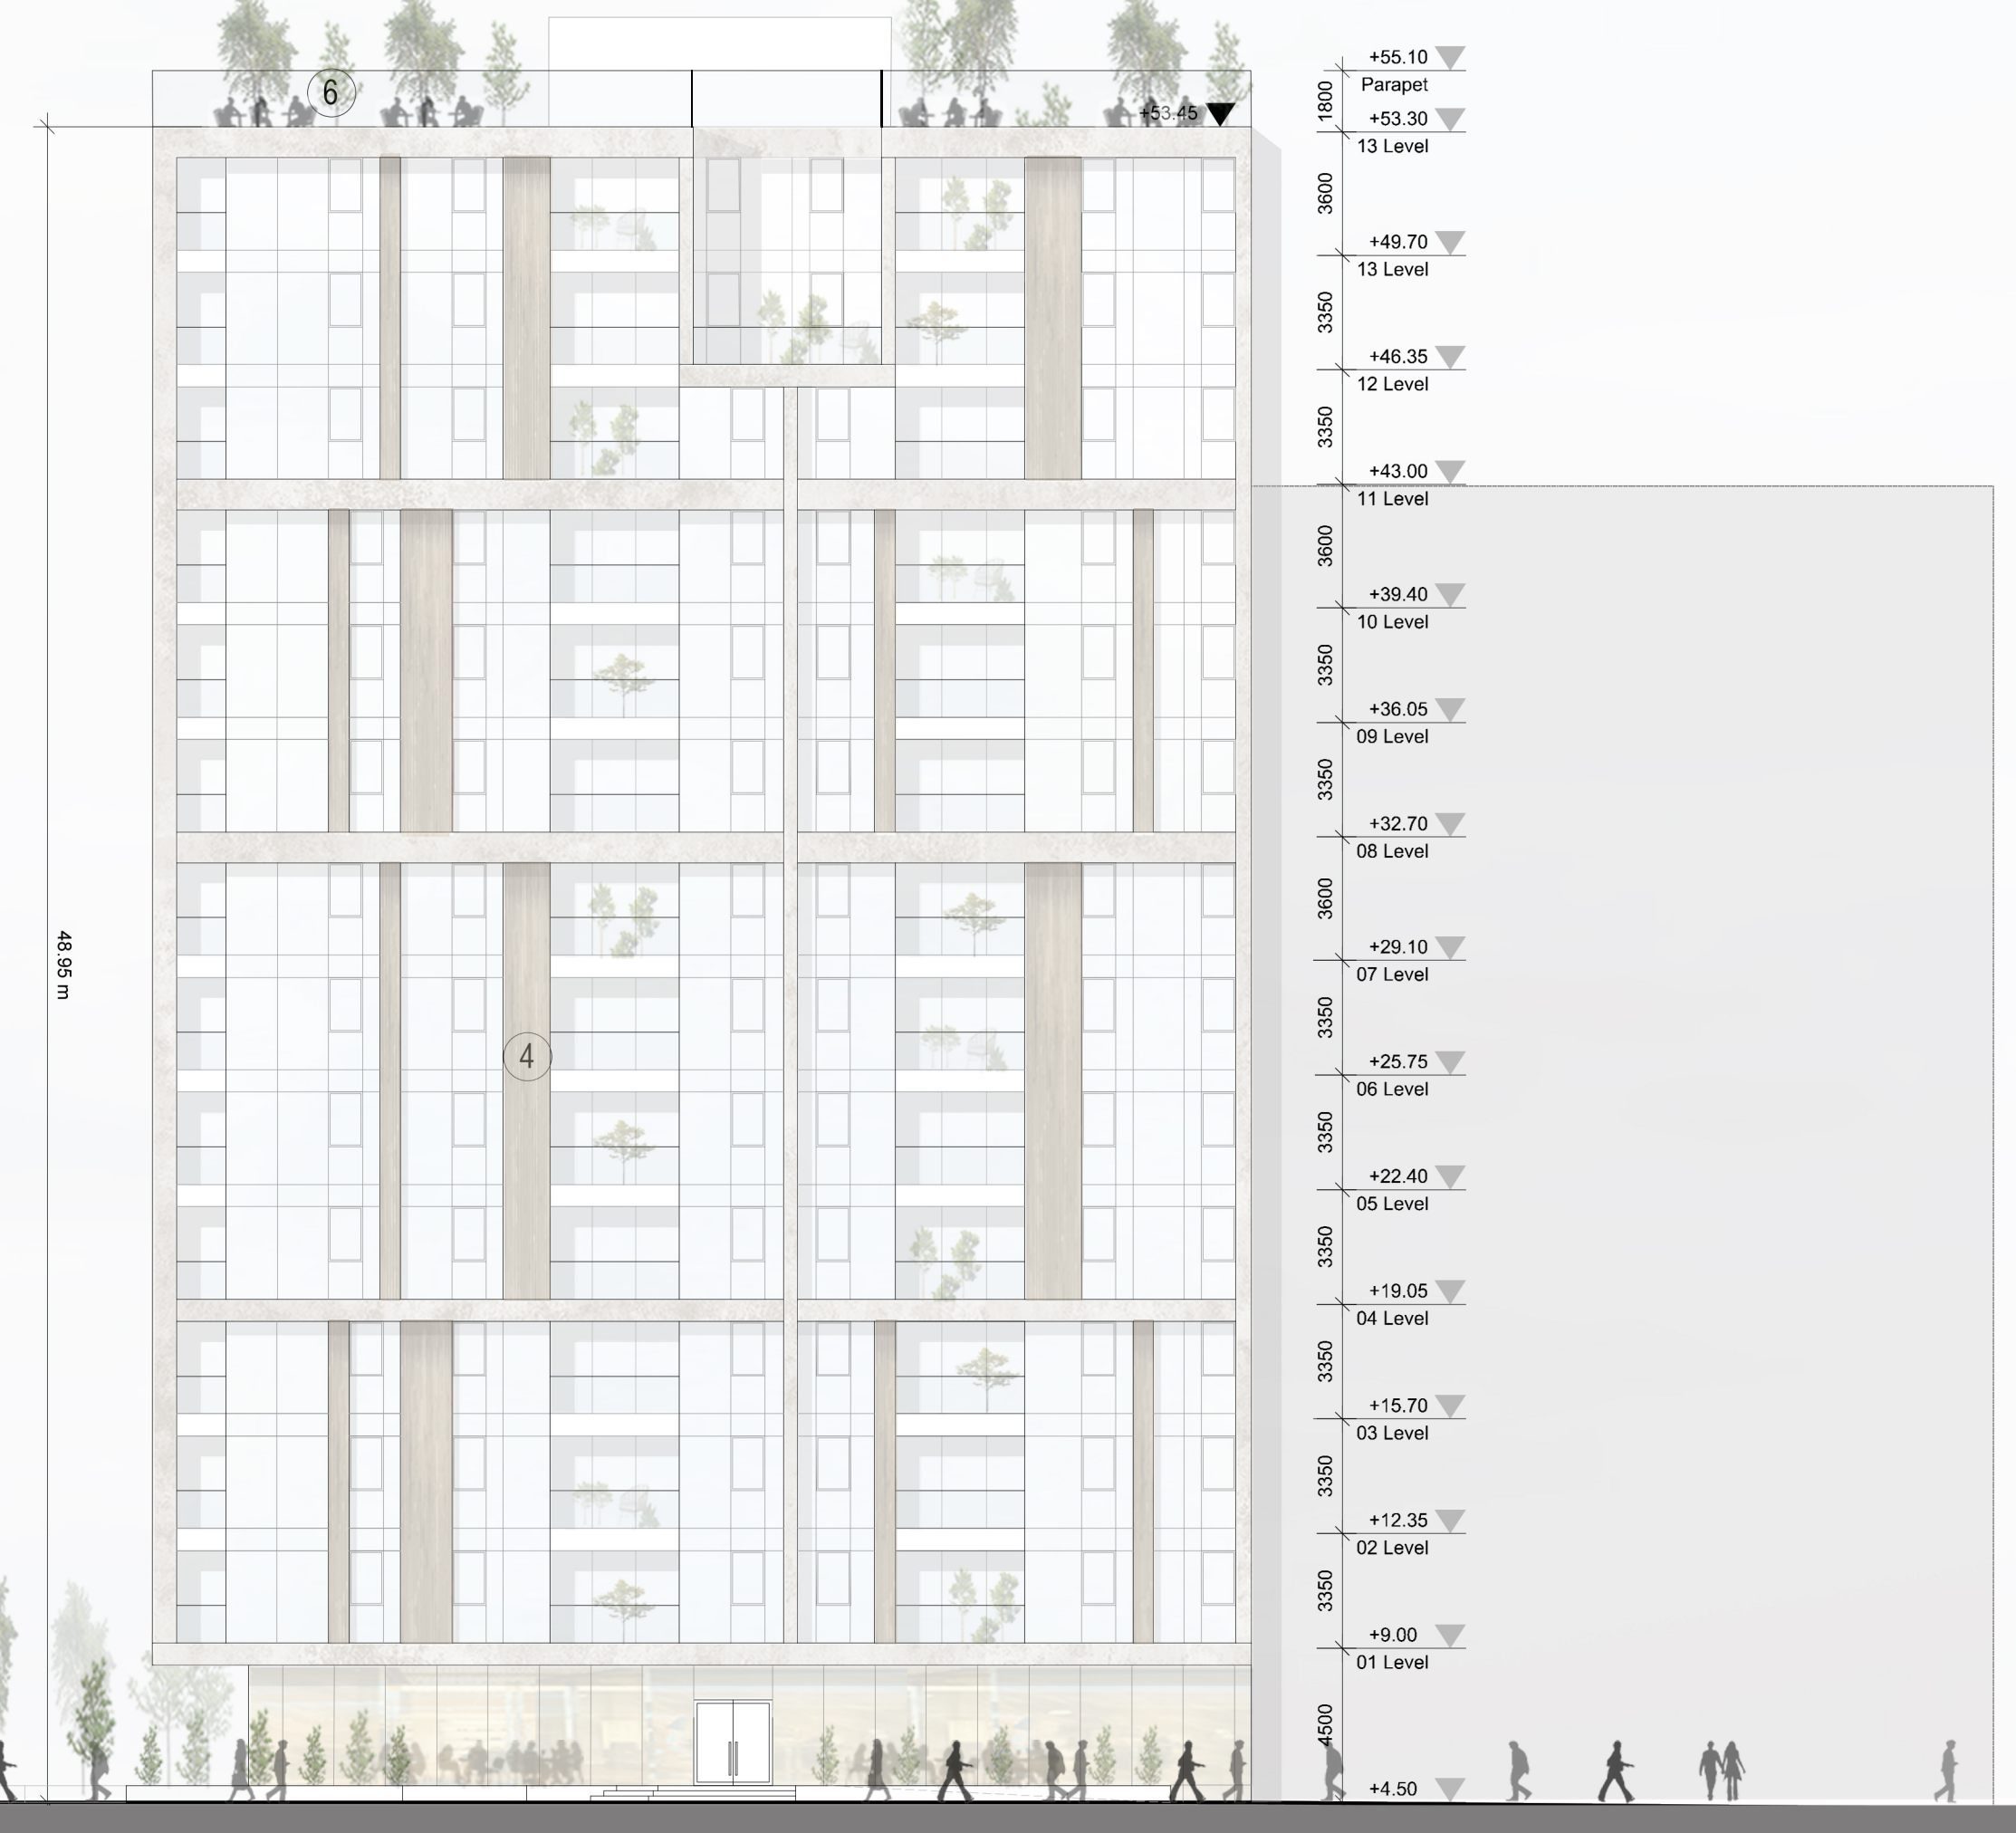 6
+53.45
48.95 m
4
+55.10
Parapet
1800
+53.30
13 Level
3600
+49.70
13 Level
3350
+46.35
12 Level
3350
+43.00
11 Level
3600
+39.40
10 Level
3350
+36.05
09 Level
3350
+32.70
08 Level
3600
+29.10
07 Level
3350
+25.75
06 Level
3350
+22.40
05 Level
3350
+19.05
04 Level
3350
+15.70
03 Level
3350
+12.35
02 Level
3350
+9.00
01 Level
4500
+4.50